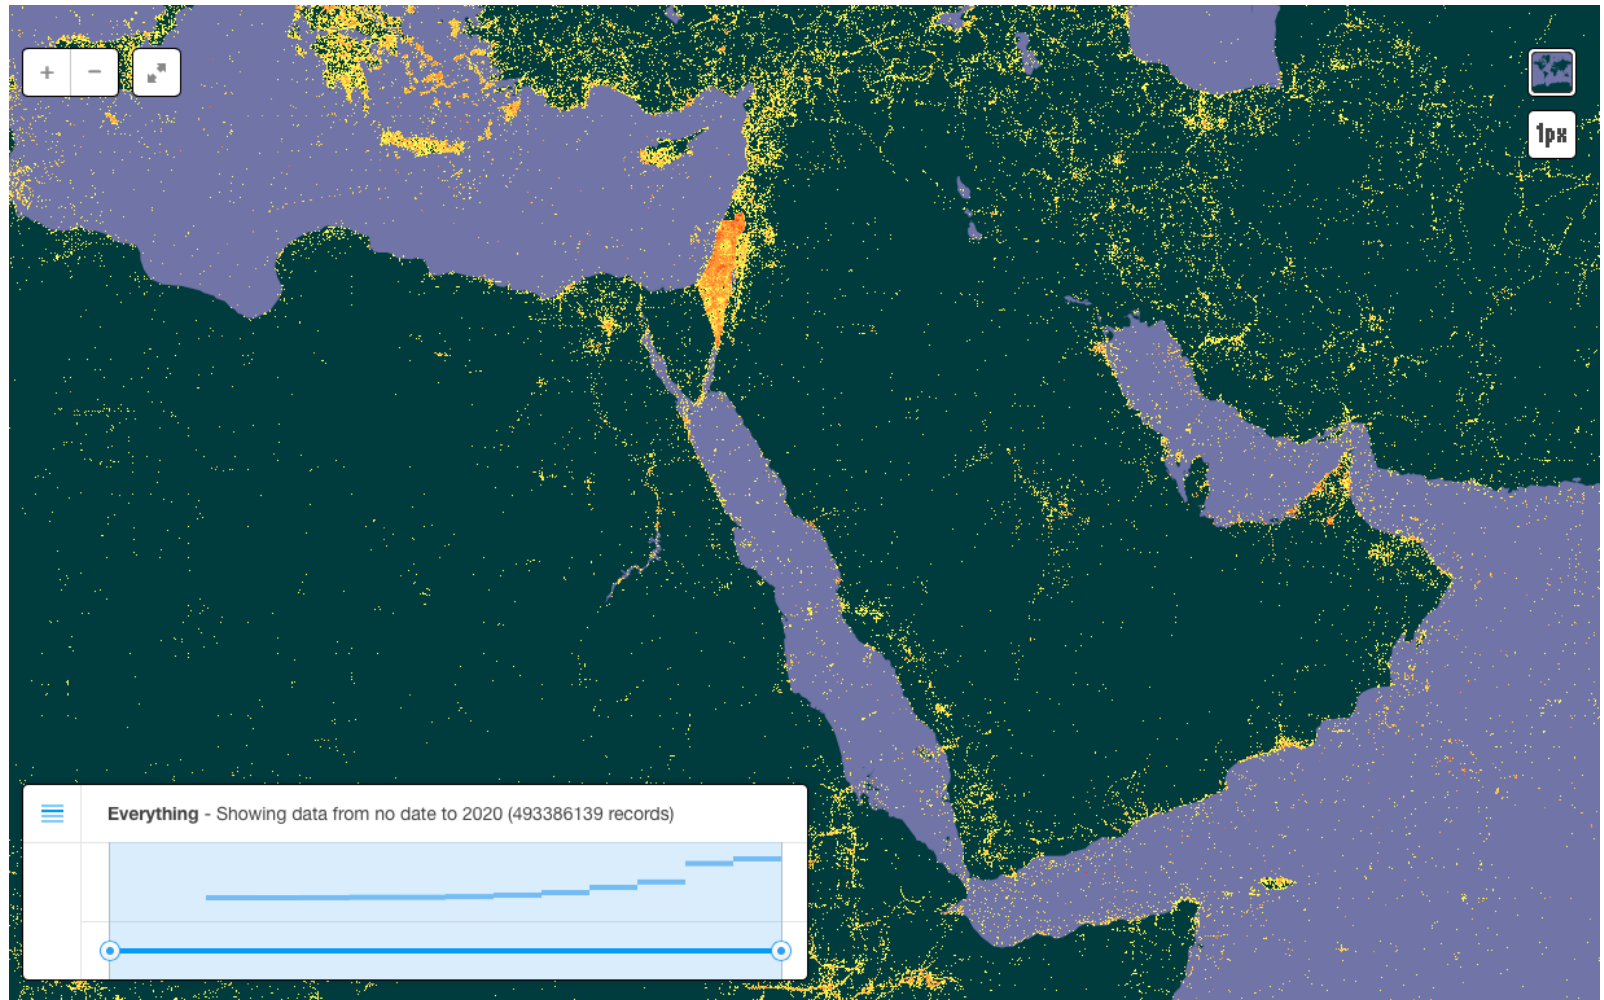 + −
1px
Everything - Showing data from no date to 2020 (493386139 records)